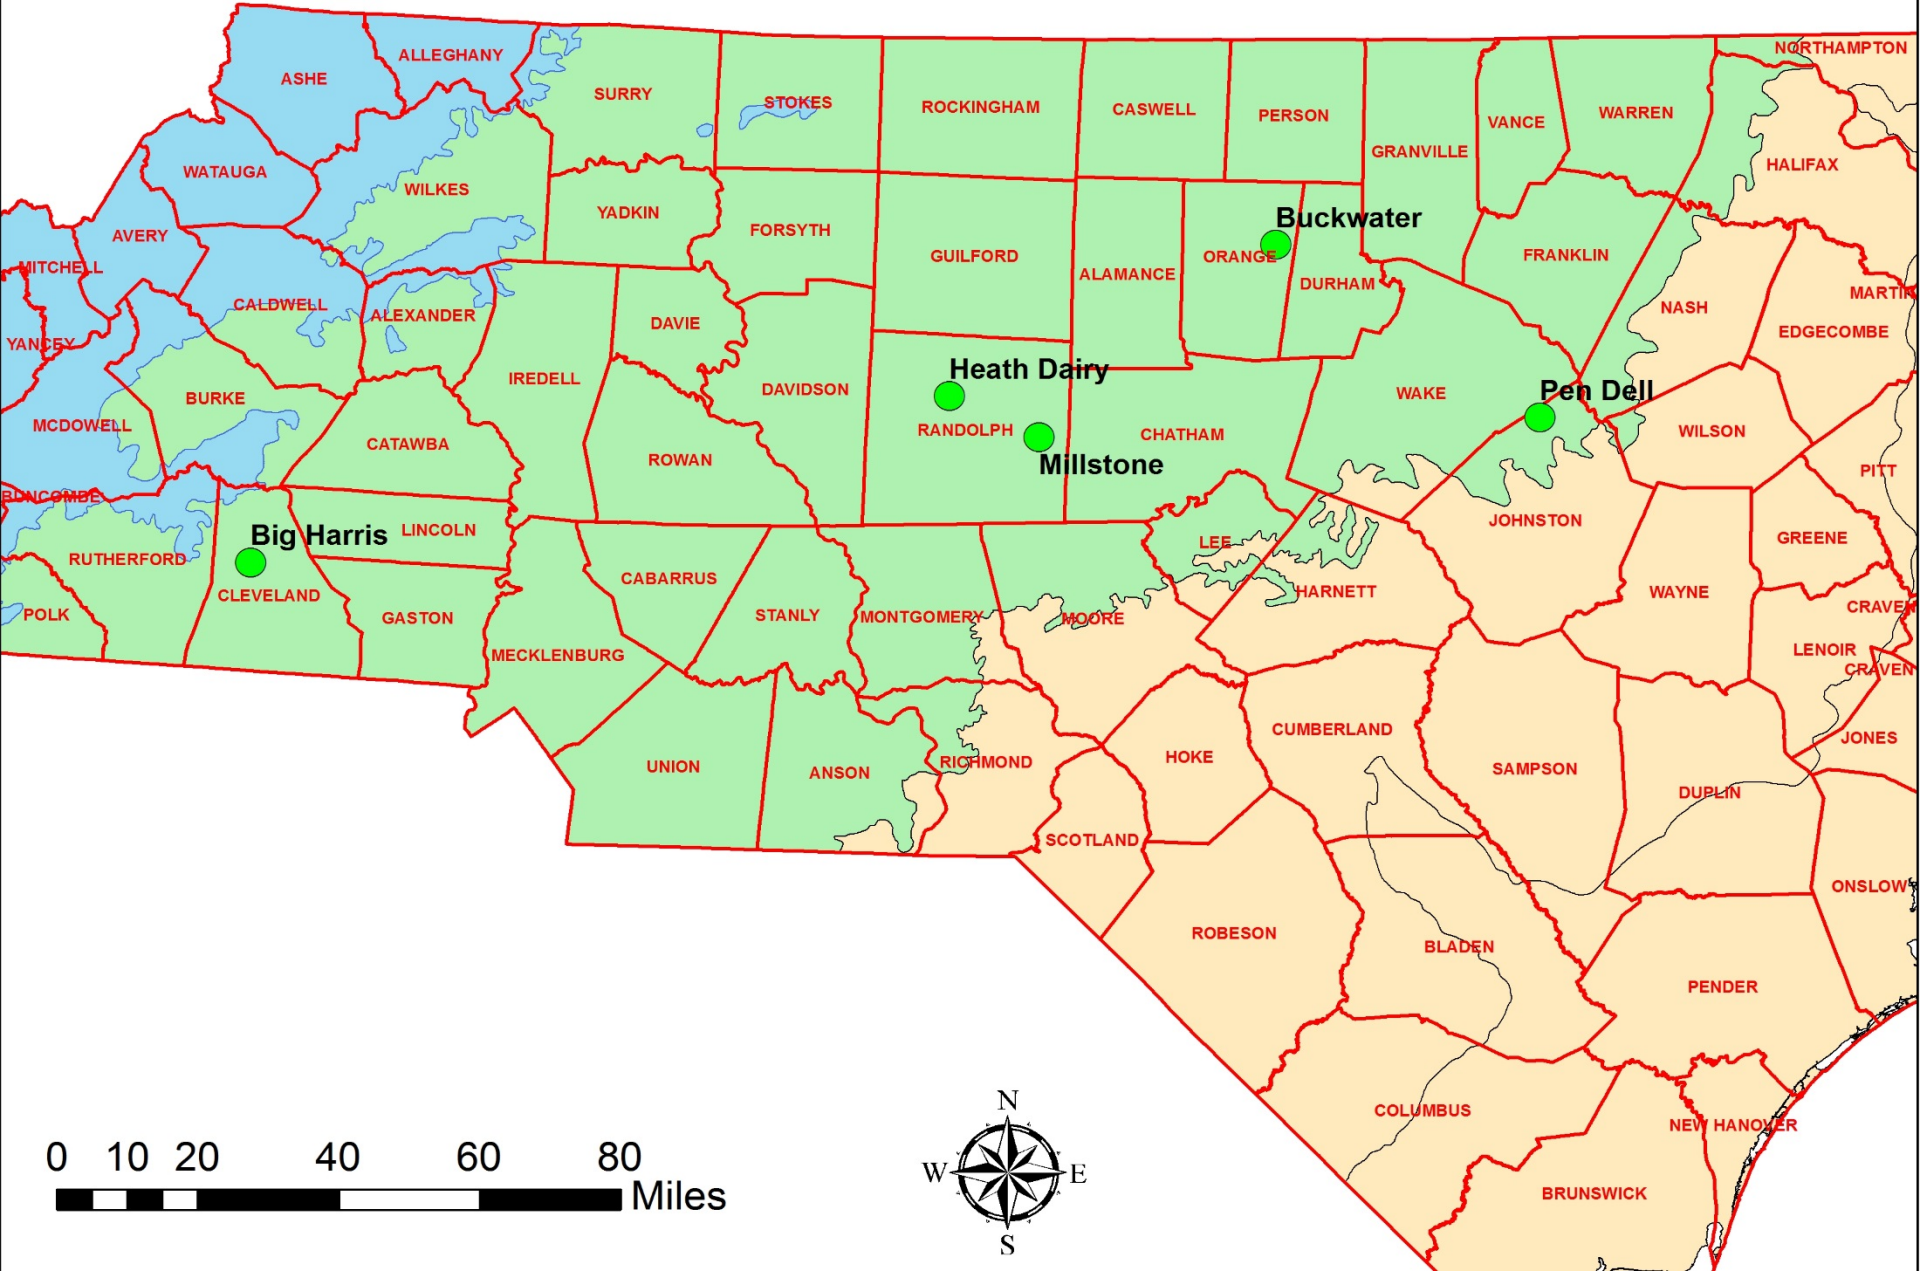 NORTHAMPTON
ALLEGHANY
ASHE
SURRY
STOKES
ROCKINGHAM
CASWELL
PERSON
VANCE
WARREN
GRANVILLE
HALIFAX
WATAUGA
WILKES
YADKIN
FORSYTH
Buckwater
AVERY
GUILFORD
ORANGE
FRANKLIN
MITCHELL
ALAMANCE
DURHAM
MARTIN
CALDWELL
ALEXANDER
DAVIE
NASH
EDGECOMBE
YANCEY
Heath Dairy
IREDELL
DAVIDSON
WAKE
Pen Dell
BURKE
MCDOWELL
CATAWBA
RANDOLPH
CHATHAM
WILSON
ROWAN
Millstone
PITT
BUNCOMBE
Big Harris
LINCOLN
JOHNSTON
LEE
GREENE
RUTHERFORD
CABARRUS
CLEVELAND
HARNETT
WAYNE
POLK
GASTON
STANLY
MONTGOMERY
MOORE
CRAVEN
MECKLENBURG
LENOIR
CRAVEN
CUMBERLAND
JONES
UNION
ANSON
RICHMOND
HOKE
SAMPSON
DUPLIN
SCOTLAND
ONSLOW
ROBESON
BLADEN
PENDER
COLUMBUS
NEW HANOVER
BRUNSWICK
N
W E
S
0 10 20 40 60 80
Miles